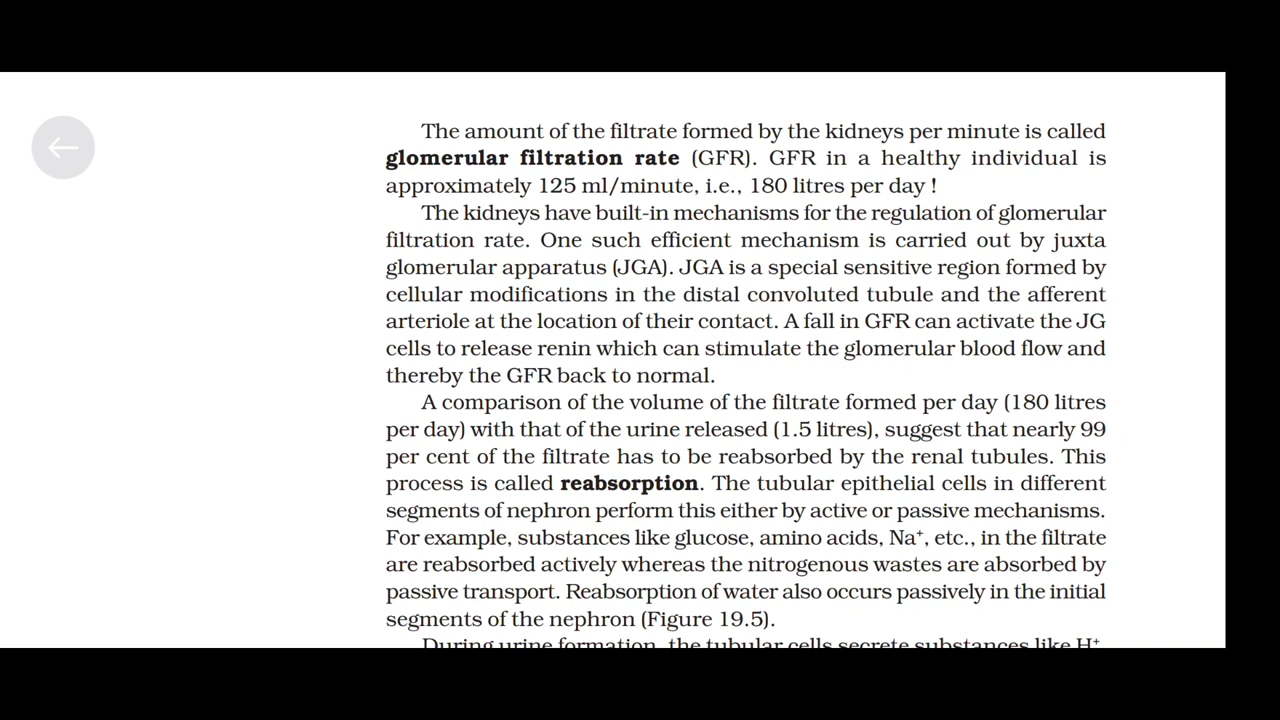 The amount of the filtrate formed by the kidneys per minute is called
glomerular filtration rate (GFR). GFR in a healthy individual is
approximately 125 ml/minute, i.e., 180 litres per day !
The kidneys have built-in mechanisms for the regulation of glomerular
filtration rate. One such efficient mechanism is carried out by juxta
glomerular apparatus (JGA). JGA is a special sensitive region formed by
cellular modifications in the distal convoluted tubule and the afferent
arteriole at the location of their contact. A fall in GFR can activate the JG
cells to release renin which can stimulate the glomerular blood flow and
thereby the GFR back to normal.
A comparison of the volume of the filtrate formed per day (180 litres
per day) with that of the urine released (1.5 litres), suggest that nearly 99
per cent of the filtrate has to be reabsorbed by the renal tubules. This
process is called reabsorption. The tubular epithelial cells in different
segments of nephron perform this either by active or passive mechanisms.
For example, substances like glucose, amino acids, Na⁺, etc., in the filtrate
are reabsorbed actively whereas the nitrogenous wastes are absorbed by
passive transport. Reabsorption of water also occurs passively in the initial
segments of the nephron (Figure 19.5).
During urine formation, the tubular cells secrete substances like H⁺